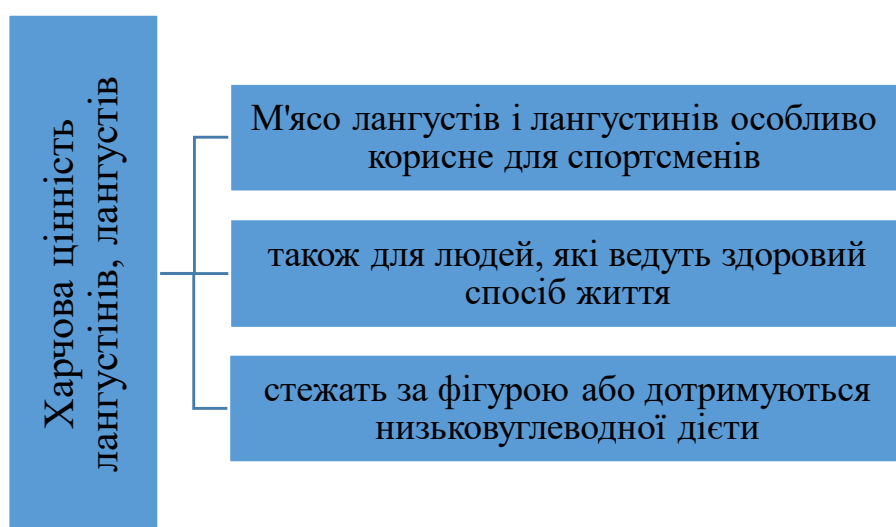 Харчова цінність
лангустінів, лангустів
М'ясо лангустів і лангустинів особливо
корисне для спортсменів
також для людей, які ведуть здоровий
спосіб життя
стежать за фігурою або дотримуються
низьковуглеводної дієти